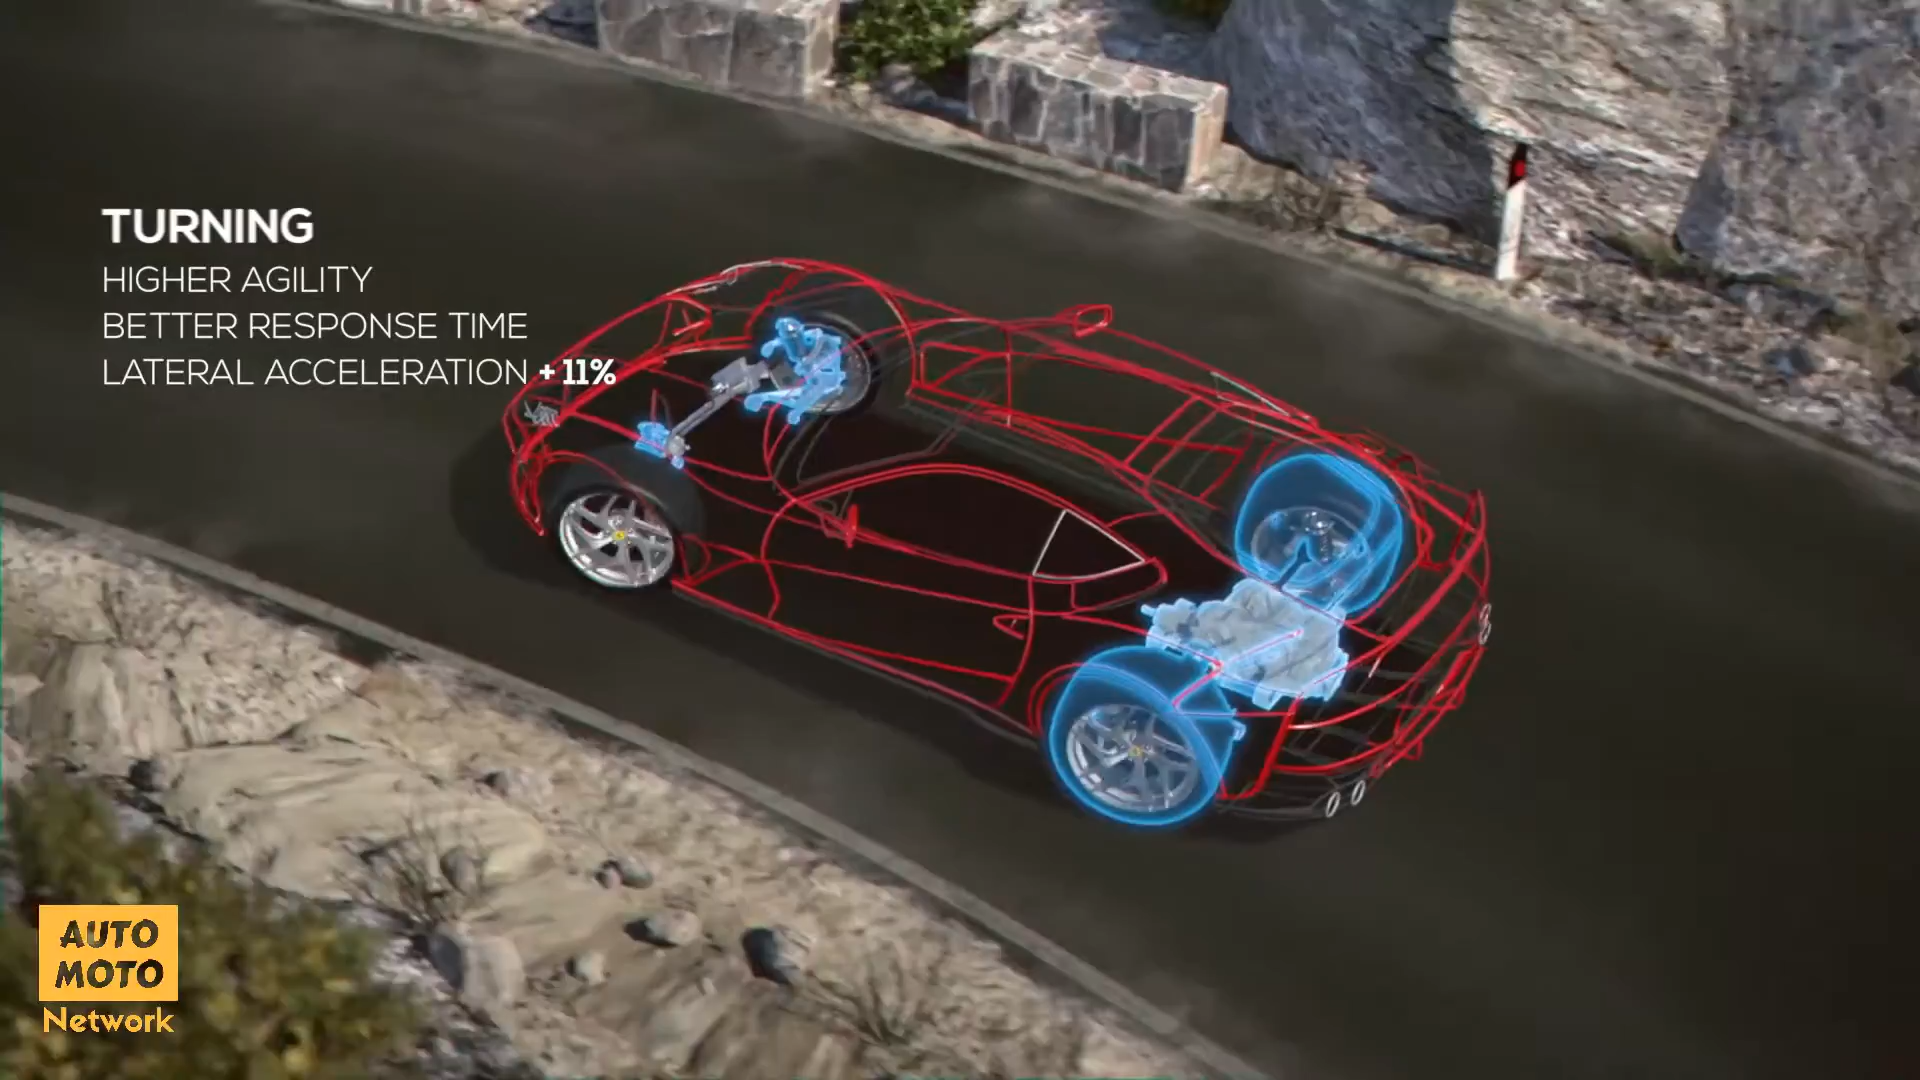 TURNING
HIGHER AGILITY
BETTER RESPONSE TIME
LATERAL ACCELERATION + 11%
AUTO
MOTO
Network